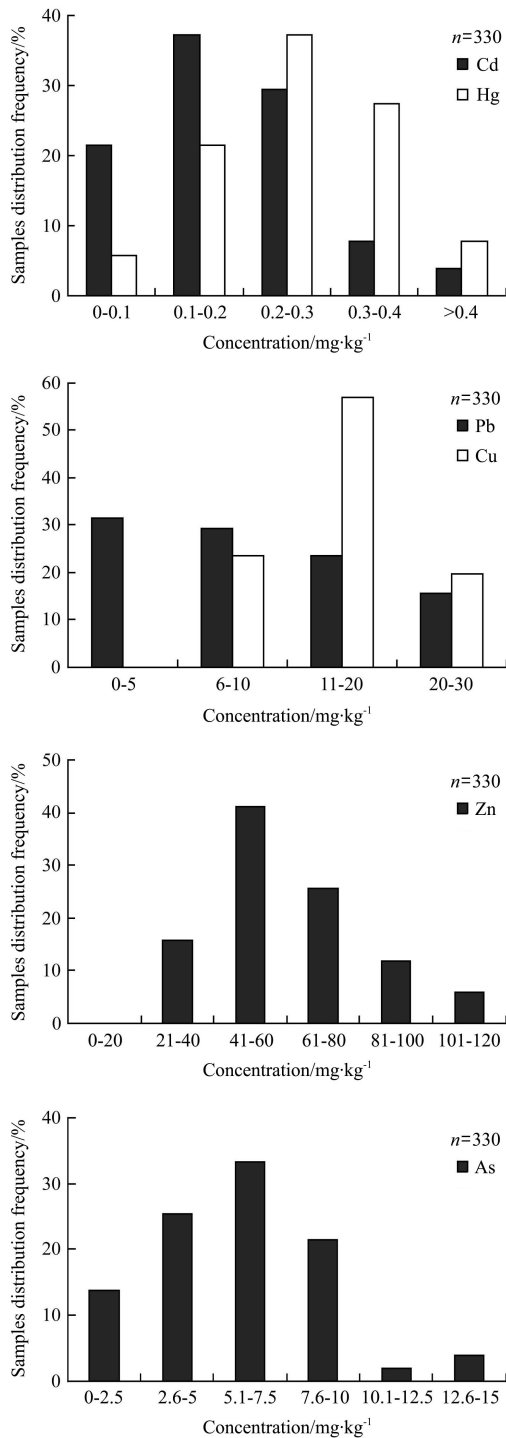 40
30
20
10
0
Samples distribution frequency/%
n=330
Cd
Hg
0-0.1 0.1-0.2 0.2-0.3 0.3-0.4 >0.4
Concentration/mg·kg⁻¹
60
50
40
30
20
10
0
Samples distribution frequency/%
n=330
Pb
Cu
0-5 6-10 11-20 20-30
Concentration/mg·kg⁻¹
50
40
30
20
10
0
Samples distribution frequency/%
n=330
Zn
0-20 21-40 41-60 61-80 81-100 101-120
Concentration/mg·kg⁻¹
40
30
20
10
0
Samples distribution frequency/%
n=330
As
0-2.5 2.6-5 5.1-7.5 7.6-10 10.1-12.5 12.6-15
Concentration/mg·kg⁻¹